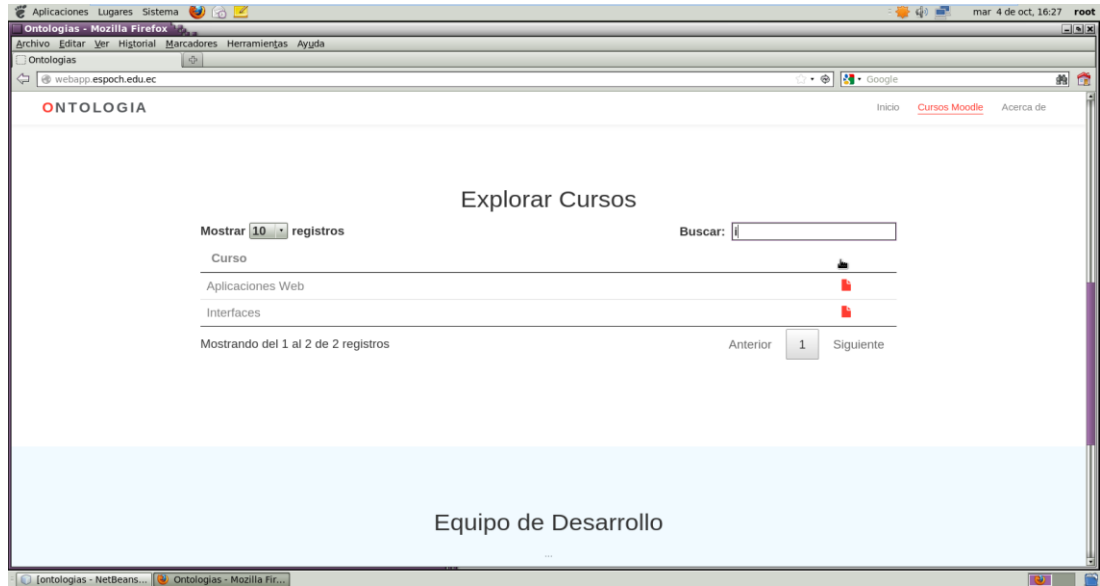 Aplicaciones Lugares Sistema mar 4 de oct, 16:27 root
Ontologias - Mozilla Firefox
Archivo Editar Ver Historial Marcadores Herramientas Ayuda
Ontologias
webapp.espoch.edu.ec Google
ONTOLOGIA Inicio Cursos Moodle Acerca de
Explorar Cursos
Mostrar 10 registros Buscar: i
Curso
Aplicaciones Web
Interfaces
Mostrando del 1 al 2 de 2 registros Anterior 1 Siguiente
Equipo de Desarrollo
...
[ontologias - NetBeans... Ontologias - Mozilla Fir...